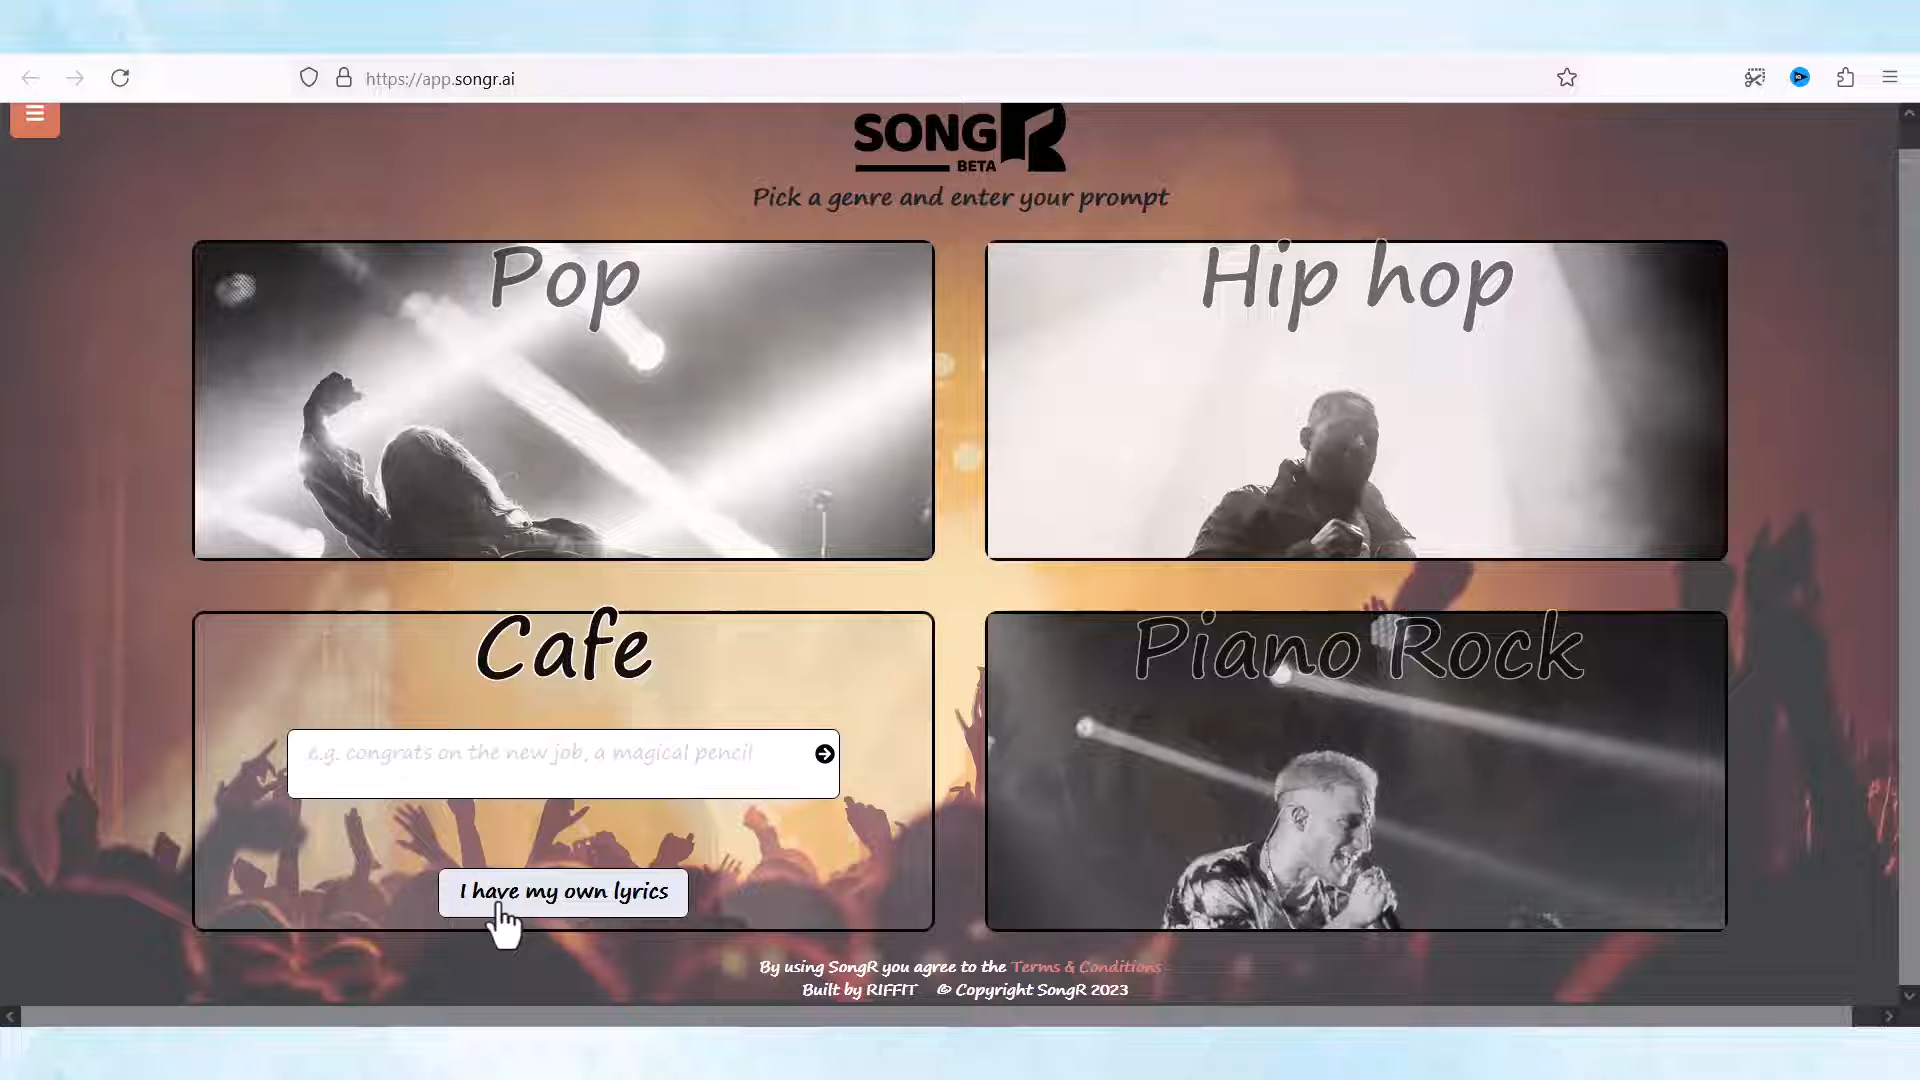 https://app.songr.ai
SONGR
BETA
Pick a genre and enter your prompt
Pop
Hip hop
Cafe
Piano Rock
e.g. congrats on the new job, a magical pencil
I have my own lyrics
By using SongR you agree to the Terms & Conditions
Built by RIFFIT © Copyright SongR 2023